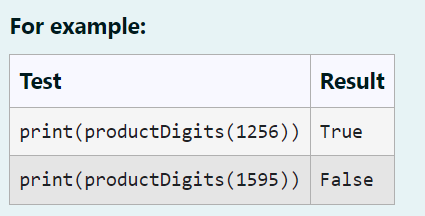 For example:
Test Result
print(productDigits(1256)) True
print(productDigits(1595)) False